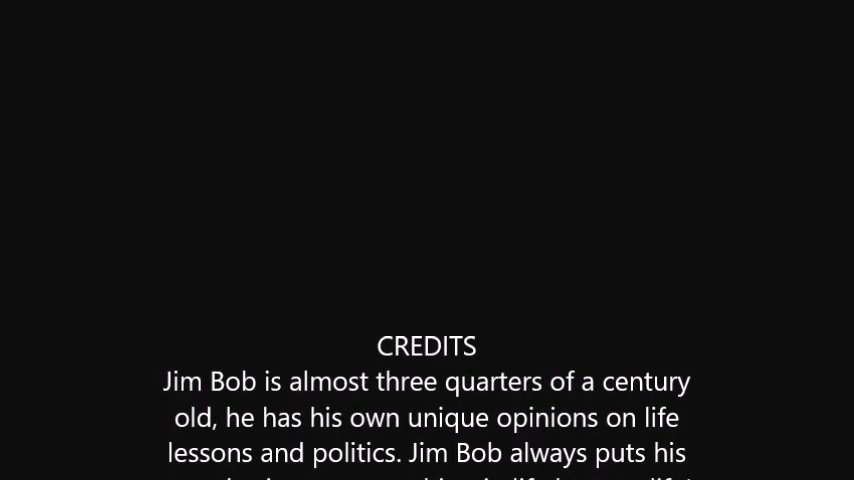 CREDITS
Jim Bob is almost three quarters of a century
old, he has his own unique opinions on life
lessons and politics. Jim Bob always puts his